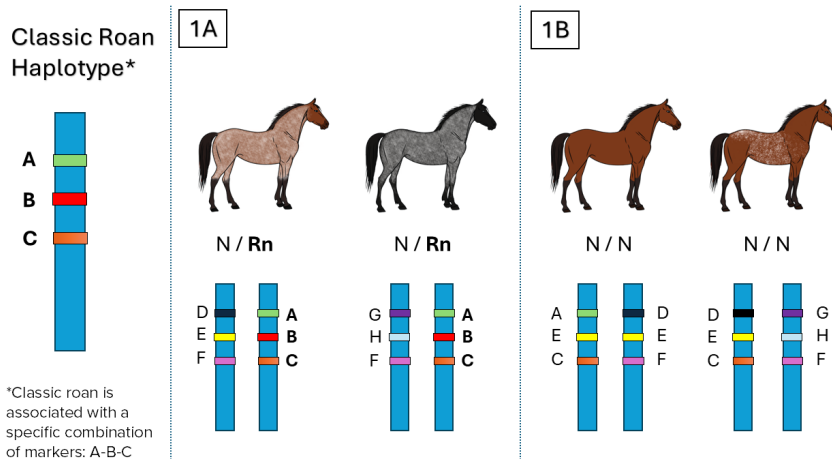 Classic Roan
Haplotype*
A
B
C
*Classic roan is
associated with a
specific combination
of markers: A-B-C
1A
N / Rn
N / Rn
D A
E B
F C
G A
H B
F C
1B
N / N
N / N
A D
E E
C F
D G
E H
C F